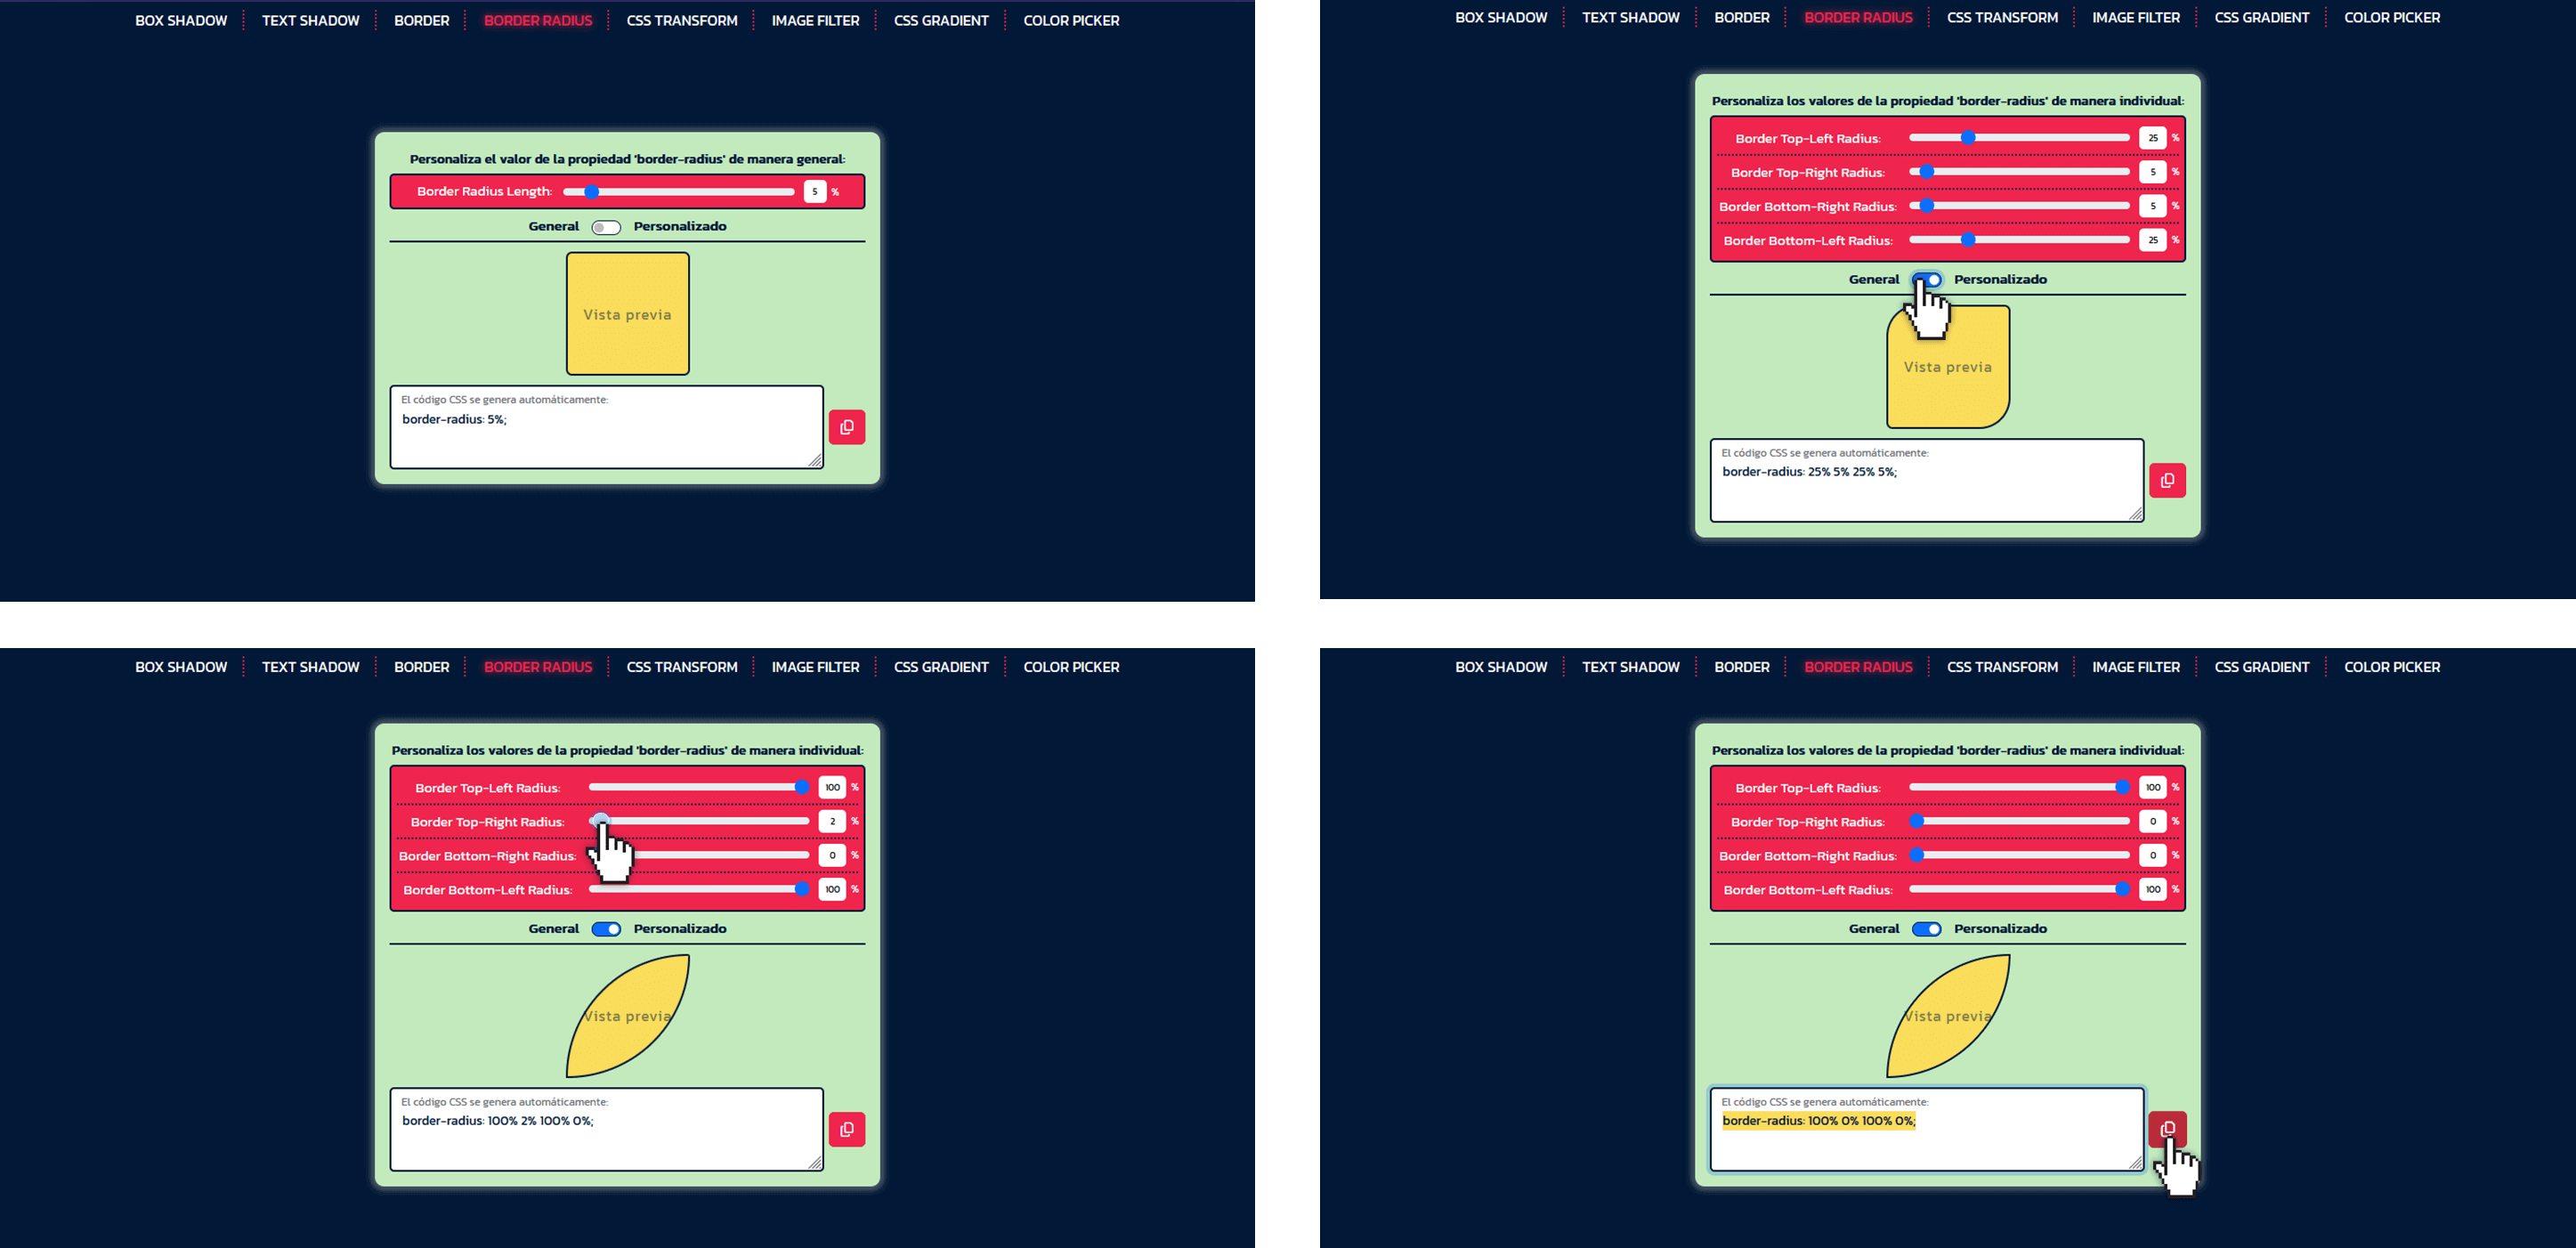 BOX SHADOW TEXT SHADOW BORDER BORDER RADIUS CSS TRANSFORM IMAGE FILTER CSS GRADIENT COLOR PICKER
Personaliza el valor de la propiedad 'border-radius' de manera general:
Border Radius Length: 5 %
General Personalizado
Vista previa
El código CSS se genera automáticamente:
border-radius: 5%;
BOX SHADOW TEXT SHADOW BORDER BORDER RADIUS CSS TRANSFORM IMAGE FILTER CSS GRADIENT COLOR PICKER
Personaliza los valores de la propiedad 'border-radius' de manera individual:
Border Top-Left Radius: 25 %
Border Top-Right Radius: 5 %
Border Bottom-Right Radius: 5 %
Border Bottom-Left Radius: 25 %
General Personalizado
Vista previa
El código CSS se genera automáticamente:
border-radius: 25% 5% 25% 5%;
BOX SHADOW TEXT SHADOW BORDER BORDER RADIUS CSS TRANSFORM IMAGE FILTER CSS GRADIENT COLOR PICKER
Personaliza los valores de la propiedad 'border-radius' de manera individual:
Border Top-Left Radius: 100 %
Border Top-Right Radius: 2 %
Border Bottom-Right Radius: 0 %
Border Bottom-Left Radius: 100 %
General Personalizado
Vista previa
El código CSS se genera automáticamente:
border-radius: 100% 2% 100% 0%;
BOX SHADOW TEXT SHADOW BORDER BORDER RADIUS CSS TRANSFORM IMAGE FILTER CSS GRADIENT COLOR PICKER
Personaliza los valores de la propiedad 'border-radius' de manera individual:
Border Top-Left Radius: 100 %
Border Top-Right Radius: 0 %
Border Bottom-Right Radius: 0 %
Border Bottom-Left Radius: 100 %
General Personalizado
Vista previa
El código CSS se genera automáticamente:
border-radius: 100% 0% 100% 0%;